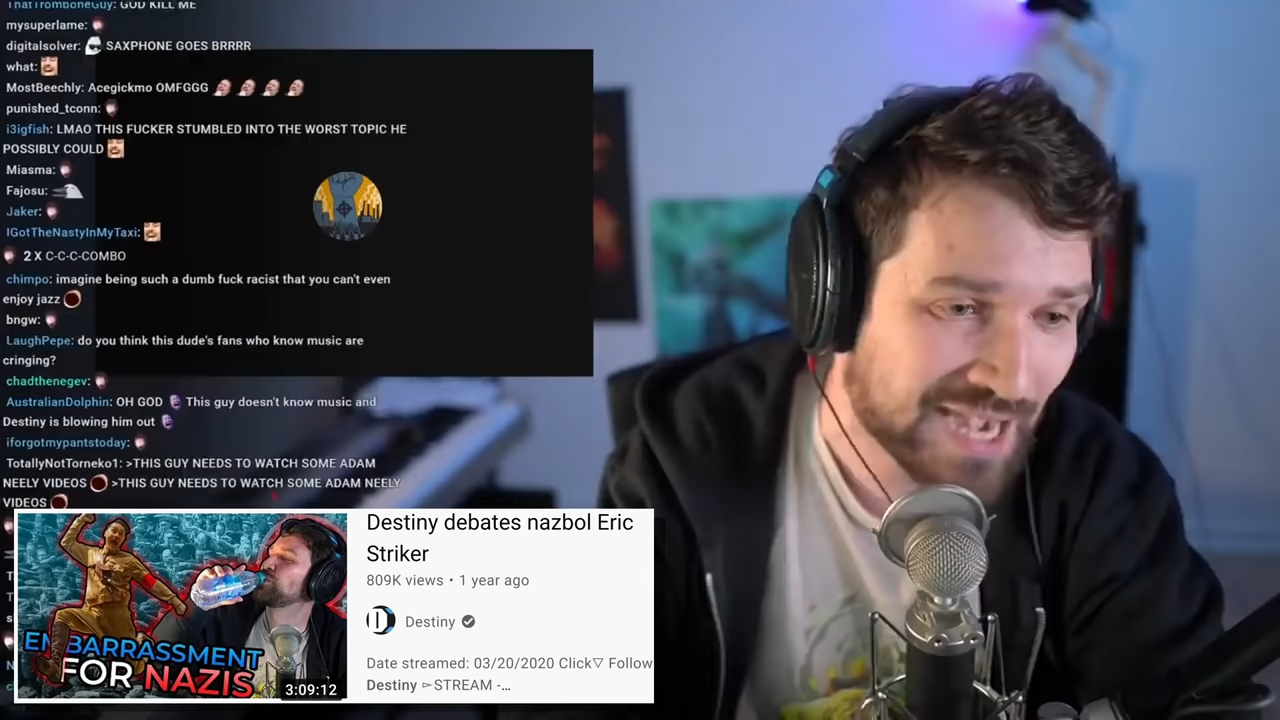 ThatTromboneGuy: GOD KILL ME
mysuperlame:
digitalsolver: SAXPHONE GOES BRRRR
what:
MostBeechly: Acegickmo OMFGGG
punished_tconn:
i3igfish: LMAO THIS FUCKER STUMBLED INTO THE WORST TOPIC HE
POSSIBLY COULD
Miasma:
Fajosu:
Jaker:
IGotTheNastyInMyTaxi:
2 X C-C-C-COMBO
chimpo: imagine being such a dumb fuck racist that you can't even
enjoy jazz
bngw:
LaughPepe: do you think this dude's fans who know music are
cringing?
chadthenegev:
AustralianDolphin: OH GOD This guy doesn't know music and
Destiny is blowing him out
iforgotmypantstoday:
TotallyNotTorneko1: >THIS GUY NEEDS TO WATCH SOME ADAM
NEELY VIDEOS >THIS GUY NEEDS TO WATCH SOME ADAM NEELY
VIDEOS
EMBARRASSMENT
FOR NAZIS
3:09:12
Destiny debates nazbol Eric
Striker
809K views • 1 year ago
Destiny
Date streamed: 03/20/2020 Click▽ Follow
Destiny ►STREAM -...